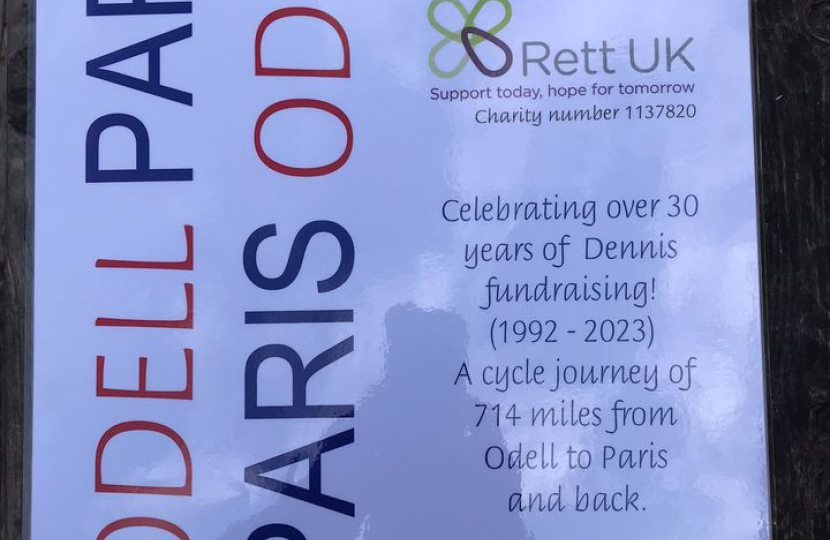 ODELL PAR
PARIS OD
Rett UK
Support today, hope for tomorrow
Charity number 1137820
Celebrating over 30
years of Dennis
fundraising!
(1992 - 2023)
A cycle journey of
714 miles from
Odell to Paris
and back.